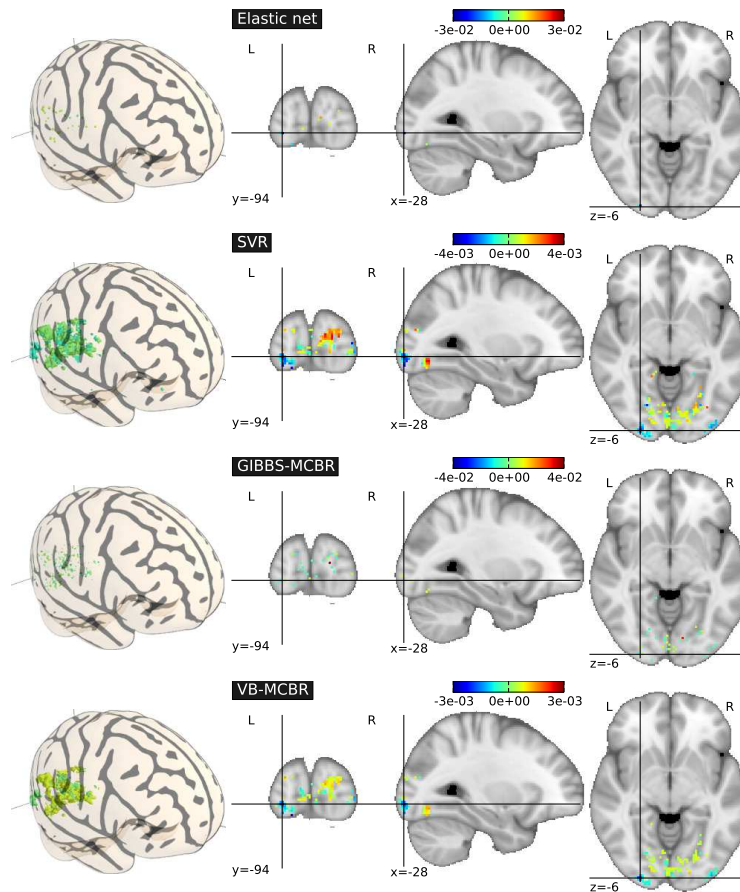 Elastic net
-3e-02 0e+00 3e-02
L R L R
y=-94 x=-28 z=-6
SVR
-4e-03 0e+00 4e-03
L R L R
y=-94 x=-28 z=-6
GIBBS-MCBR
-4e-02 0e+00 4e-02
L R L R
y=-94 x=-28 z=-6
VB-MCBR
-3e-03 0e+00 3e-03
L R L R
y=-94 x=-28 z=-6